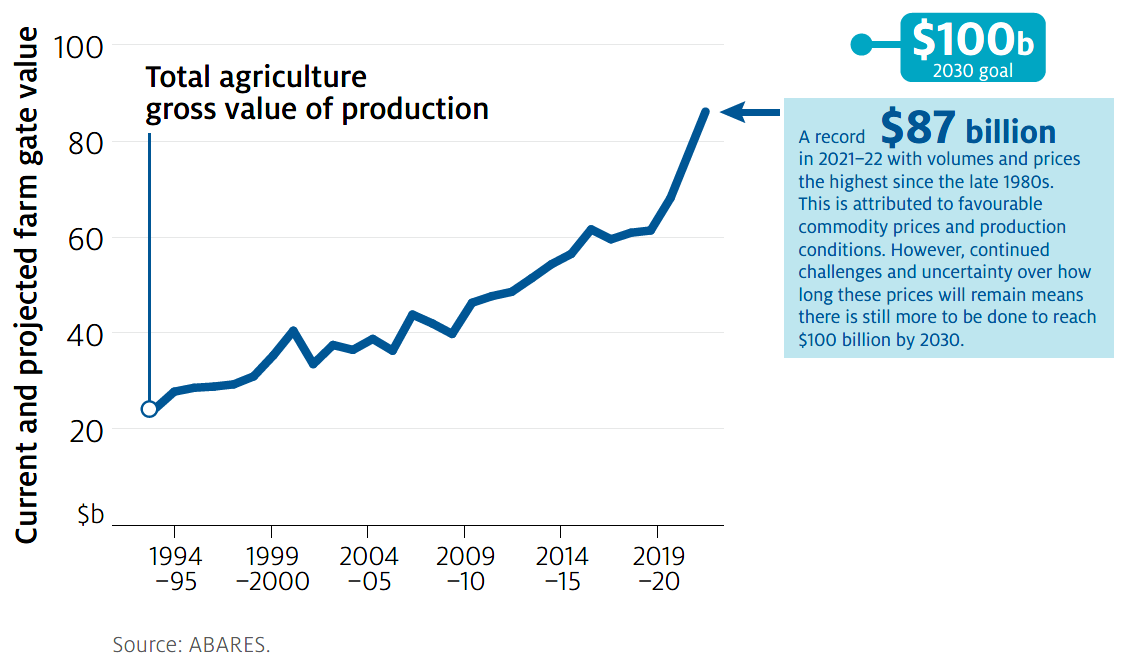 Current and projected farm gate value
100
80
60
40
20
$b
Total agriculture
gross value of production
1994
–95
1999
–2000
2004
–05
2009
–10
2014
–15
2019
–20
$100b
2030 goal
A record $87 billion
in 2021–22 with volumes and prices
the highest since the late 1980s.
This is attributed to favourable
commodity prices and production
conditions. However, continued
challenges and uncertainty over how
long these prices will remain means
there is still more to be done to reach
$100 billion by 2030.
Source: ABARES.